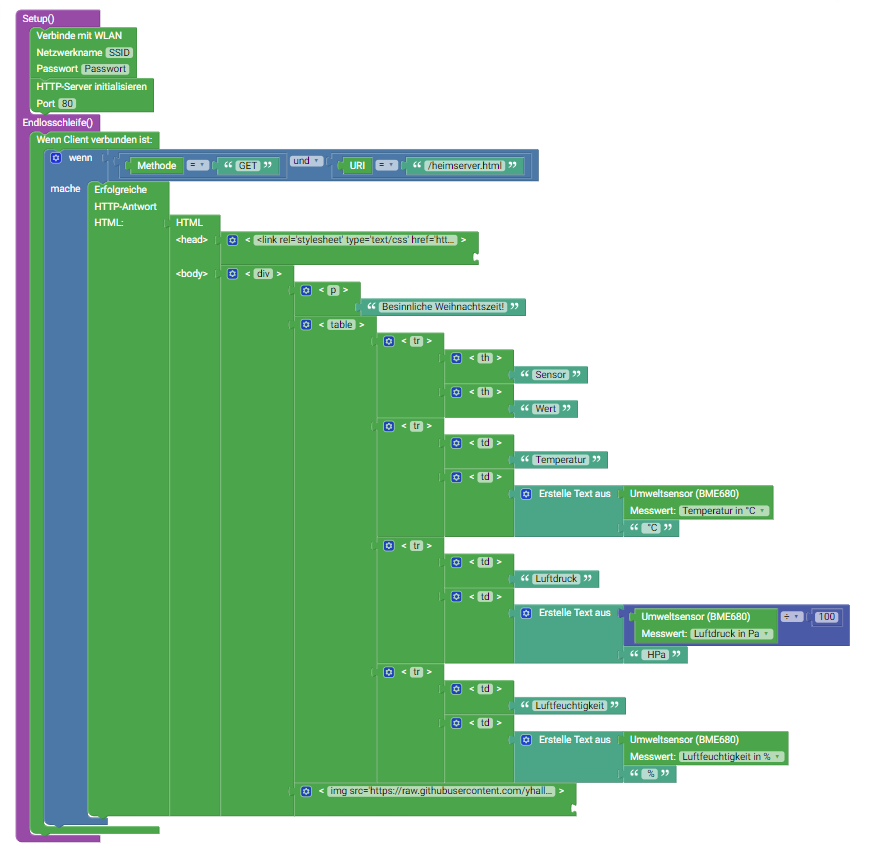 Setup()
Verbinde mit WLAN
Netzwerkname SSID
Passwort Passwort
HTTP-Server initialisieren
Port 80
Endlosschleife()
Wenn Client verbunden ist:
wenn Methode = “ GET ” und URI = “ /heimserver.html ”
mache Erfolgreiche
HTTP-Antwort
HTML: HTML
<head> < <link rel='stylesheet' type='text/css' href='htt... >
<body> < div >
< p >
“ Besinnliche Weihnachtszeit! ”
< table >
< tr >
< th >
“ Sensor ”
< th >
“ Wert ”
< tr >
< td >
“ Temperatur ”
< td >
Erstelle Text aus Umweltsensor (BME680)
Messwert: Temperatur in °C
“ °C ”
< tr >
< td >
“ Luftdruck ”
< td >
Erstelle Text aus Umweltsensor (BME680) ÷ 100
Messwert: Luftdruck in Pa
“ HPa ”
< tr >
< td >
“ Luftfeuchtigkeit ”
< td >
Erstelle Text aus Umweltsensor (BME680)
Messwert: Luftfeuchtigkeit in %
“ % ”
< img src='https://raw.githubusercontent.com/yhall... >